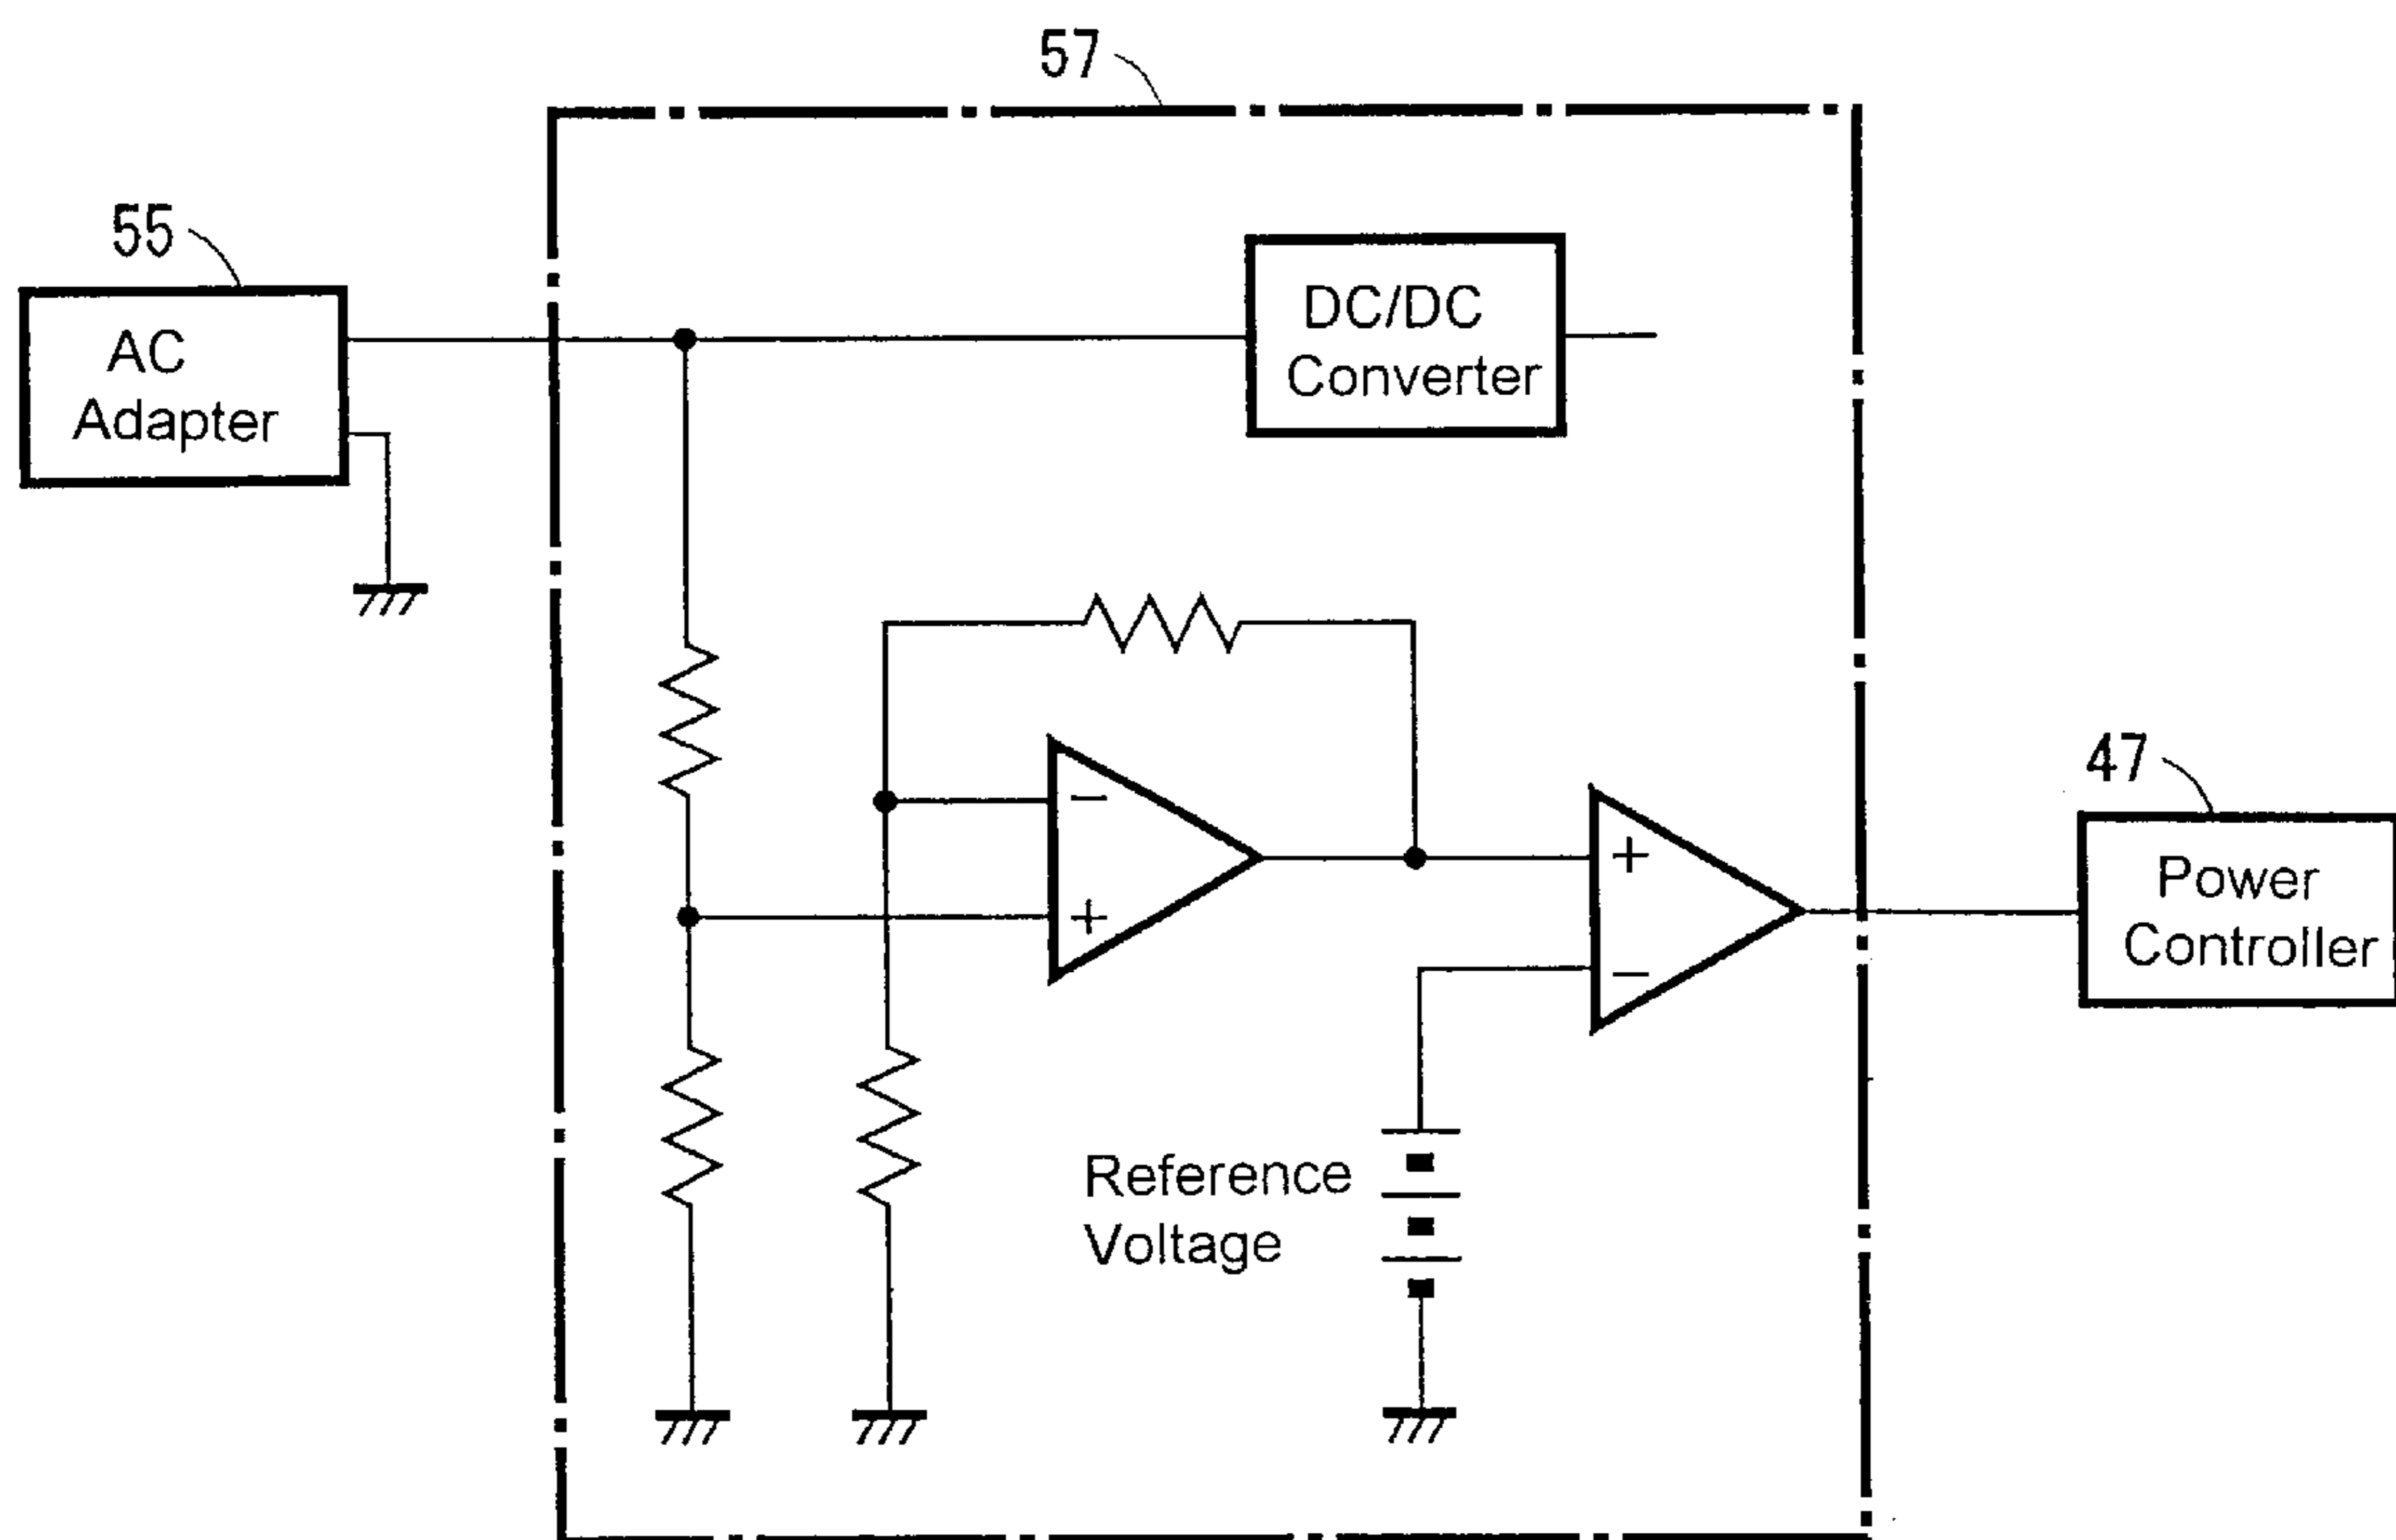 57
55
AC
Adapter
DC/DC
Converter
−
+
+
−
47
Power
Controller
Reference
Voltage